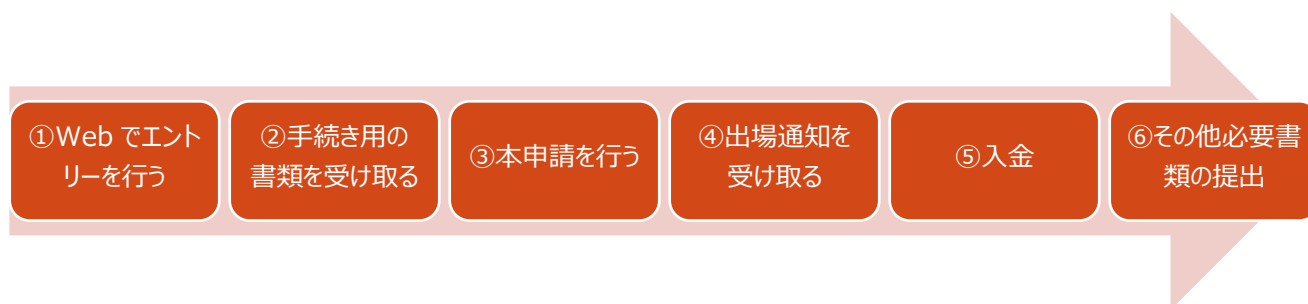 ①Web でエント
リーを行う
②手続き用の
書類を受け取る
③本申請を行う
④出場通知を
受け取る
⑤入金
⑥その他必要書
類の提出